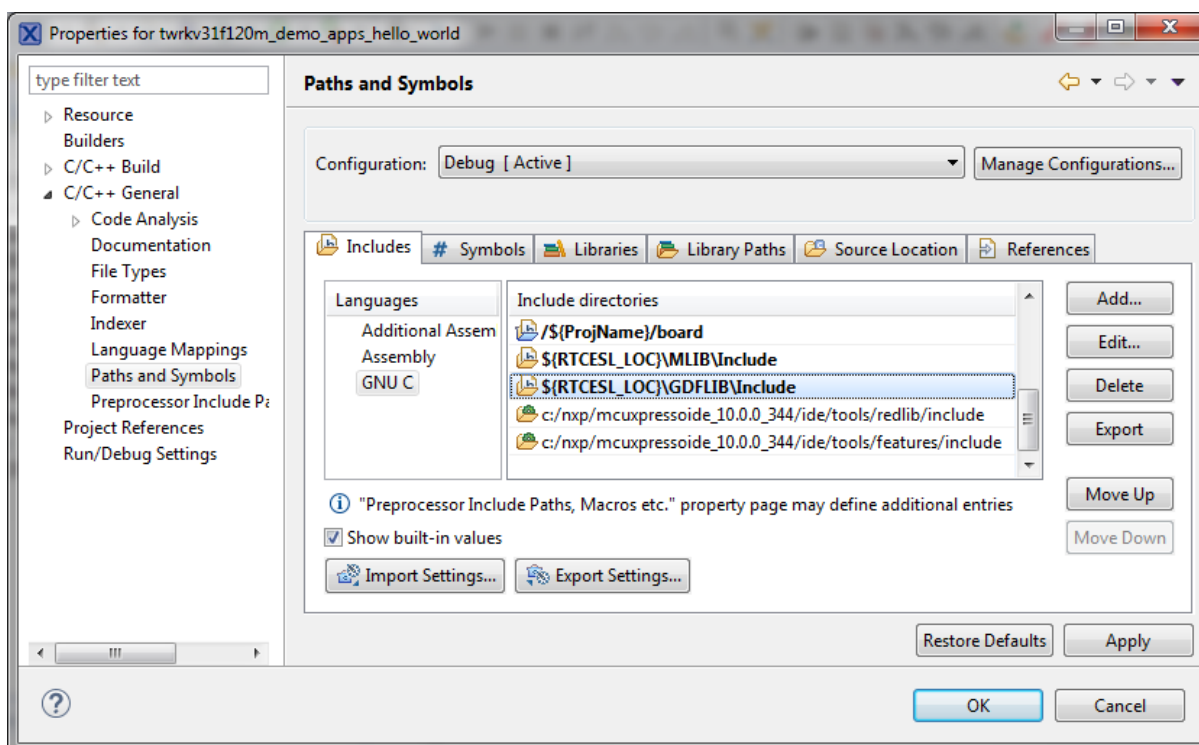 Properties for twrkv31f120m_demo_apps_hello_world
type filter text
Resource
Builders
C/C++ Build
C/C++ General
Code Analysis
Documentation
File Types
Formatter
Indexer
Language Mappings
Paths and Symbols
Preprocessor Include Pa
Project References
Run/Debug Settings
Paths and Symbols
Configuration: Debug [ Active ] Manage Configurations...
Includes # Symbols Libraries Library Paths Source Location References
Languages
Additional Assem
Assembly
GNU C
Include directories
/${ProjName}/board
${RTCESL_LOC}\MLIB\Include
${RTCESL_LOC}\GDFLIB\Include
c:/nxp/mcuxpressoide_10.0.0_344/ide/tools/redlib/include
c:/nxp/mcuxpressoide_10.0.0_344/ide/tools/features/include
Add...
Edit...
Delete
Export
Move Up
Move Down
"Preprocessor Include Paths, Macros etc." property page may define additional entries
Show built-in values
Import Settings... Export Settings...
Restore Defaults Apply
OK Cancel